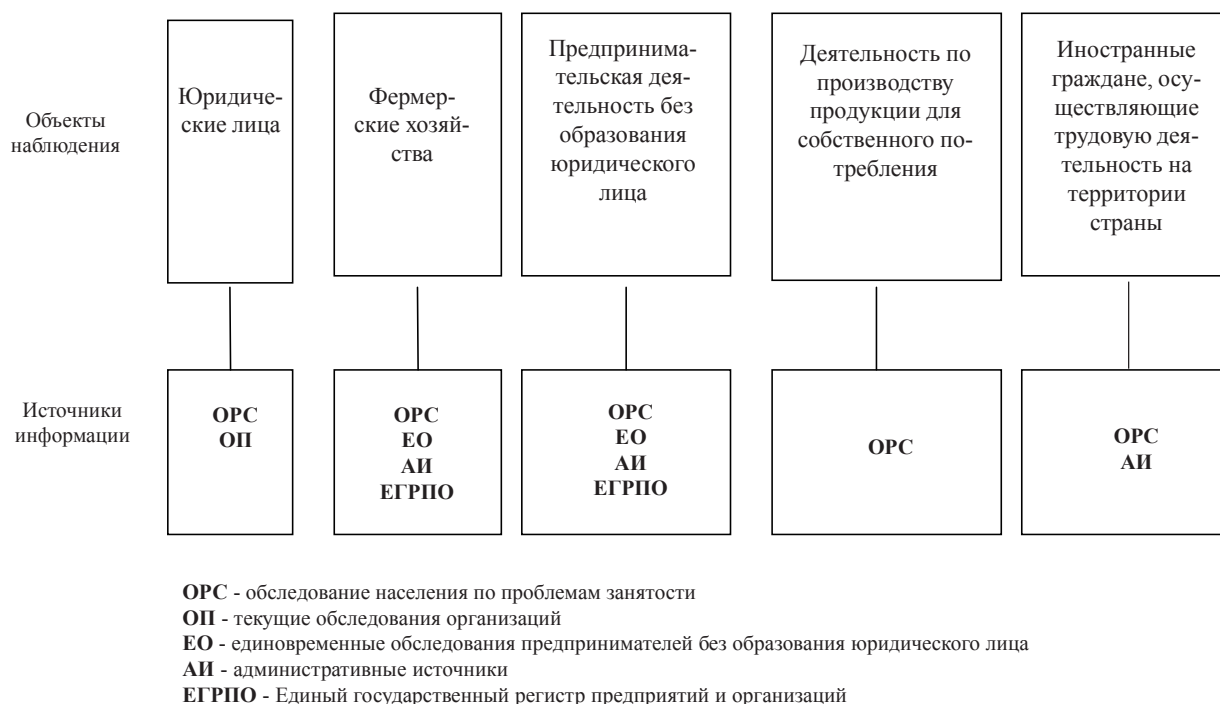 Объекты
наблюдения
Юридиче-
ские лица
Фермер-
ские хозяй-
ства
Предпринима-
тельская дея-
тельность без
образования
юридического
лица
Деятельность по
производству
продукции для
собственного по-
требления
Иностранные
граждане, осу-
ществляющие
трудовую дея-
тельность на
территории
страны
Источники
информации
ОРС
ОП
ОРС
ЕО
АИ
ЕГРПО
ОРС
ЕО
АИ
ЕГРПО
ОРС
ОРС
АИ
ОРС - обследование населения по проблемам занятости
ОП - текущие обследования организаций
ЕО - единовременные обследования предпринимателей без образования юридического лица
АИ - административные источники
ЕГРПО - Единый государственный регистр предприятий и организаций